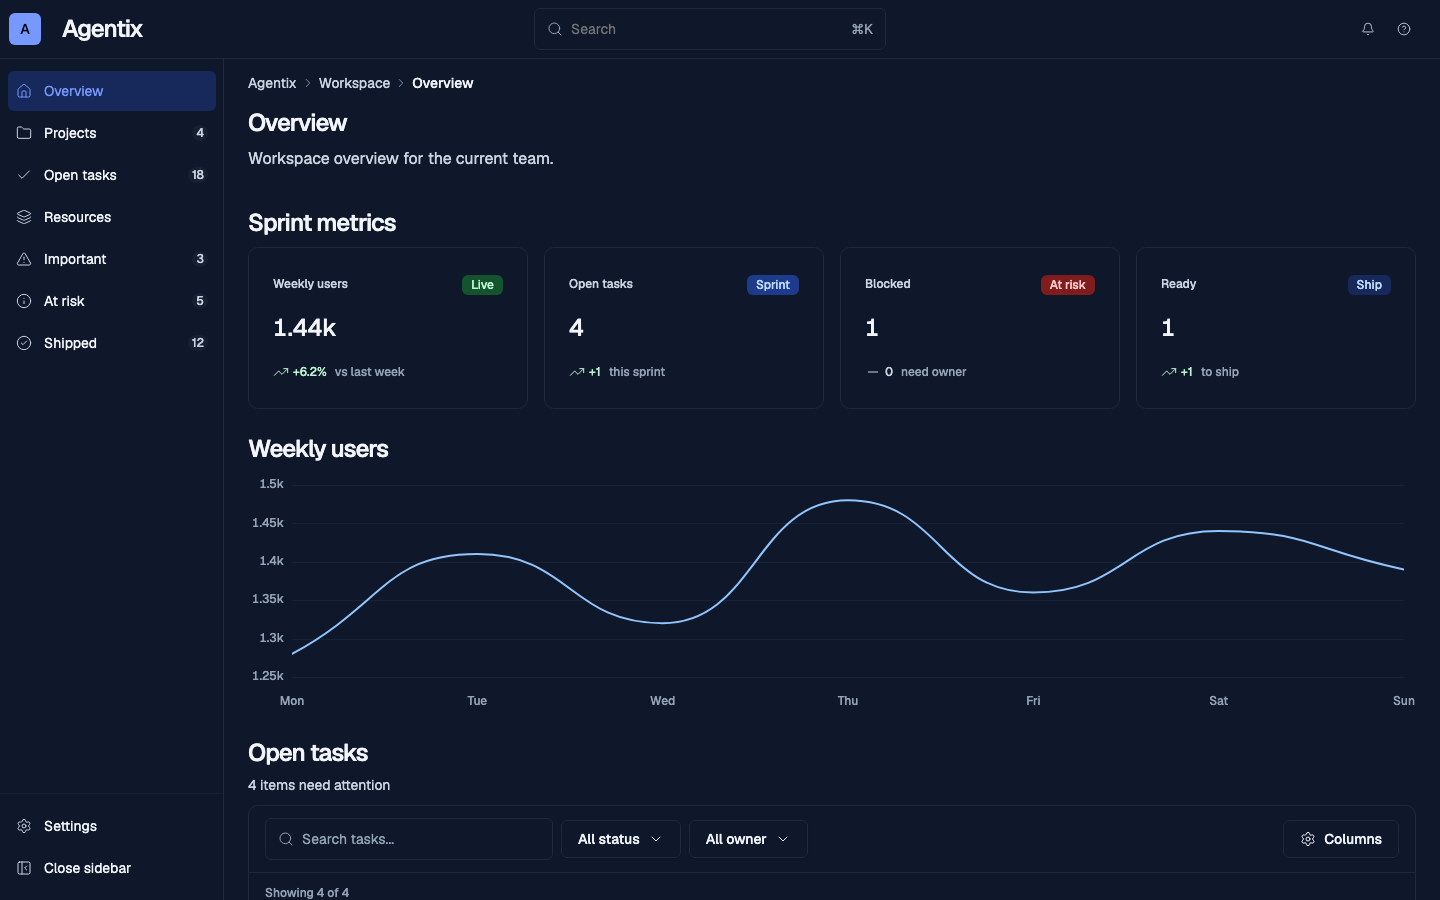 A Agentix
Search ⌘K
Overview
Projects 4
Open tasks 18
Resources
Important 3
At risk 5
Shipped 12
Settings
Close sidebar
Agentix Workspace Overview
Overview
Workspace overview for the current team.
Sprint metrics
Weekly users Live
1.44k
+6.2% vs last week
Open tasks Sprint
4
+1 this sprint
Blocked At risk
1
0 need owner
Ready Ship
1
+1 to ship
Weekly users
1.5k
1.45k
1.4k
1.35k
1.3k
1.25k
Mon Tue Wed Thu Fri Sat Sun
Open tasks
4 items need attention
Search tasks... All status All owner Columns
Showing 4 of 4